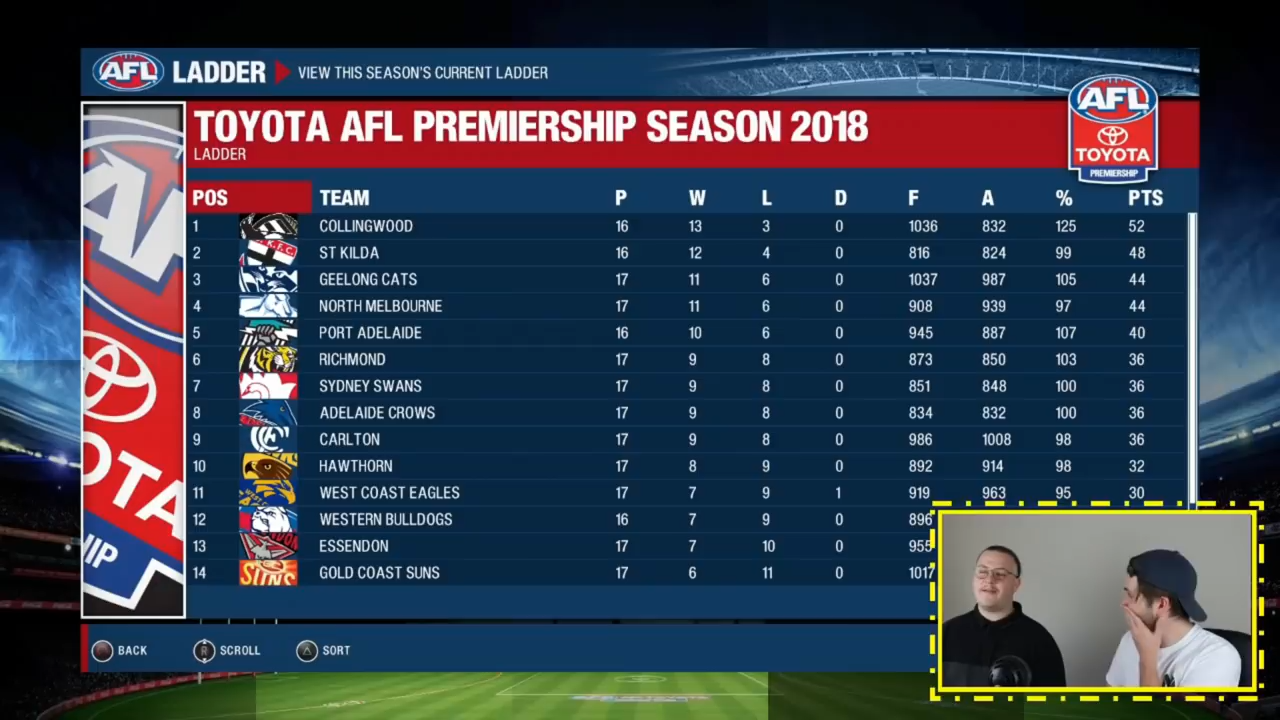 AFL LADDER VIEW THIS SEASON'S CURRENT LADDER
TOYOTA AFL PREMIERSHIP SEASON 2018
LADDER
AFL
TOYOTA
PREMIERSHIP
POS TEAM P W L D F A % PTS
1 COLLINGWOOD 16 13 3 0 1036 832 125 52
2 ST KILDA 16 12 4 0 816 824 99 48
3 GEELONG CATS 17 11 6 0 1037 987 105 44
4 NORTH MELBOURNE 17 11 6 0 908 939 97 44
5 PORT ADELAIDE 16 10 6 0 945 887 107 40
6 RICHMOND 17 9 8 0 873 850 103 36
7 SYDNEY SWANS 17 9 8 0 851 848 100 36
8 ADELAIDE CROWS 17 9 8 0 834 832 100 36
9 CARLTON 17 9 8 0 986 1008 98 36
10 HAWTHORN 17 8 9 0 892 914 98 32
11 WEST COAST EAGLES 17 7 9 1 919 963 95 30
12 WESTERN BULLDOGS 16 7 9 0 896
13 ESSENDON 17 7 10 0 955
14 SUNS GOLD COAST SUNS 17 6 11 0 1017
BACK R SCROLL SORT